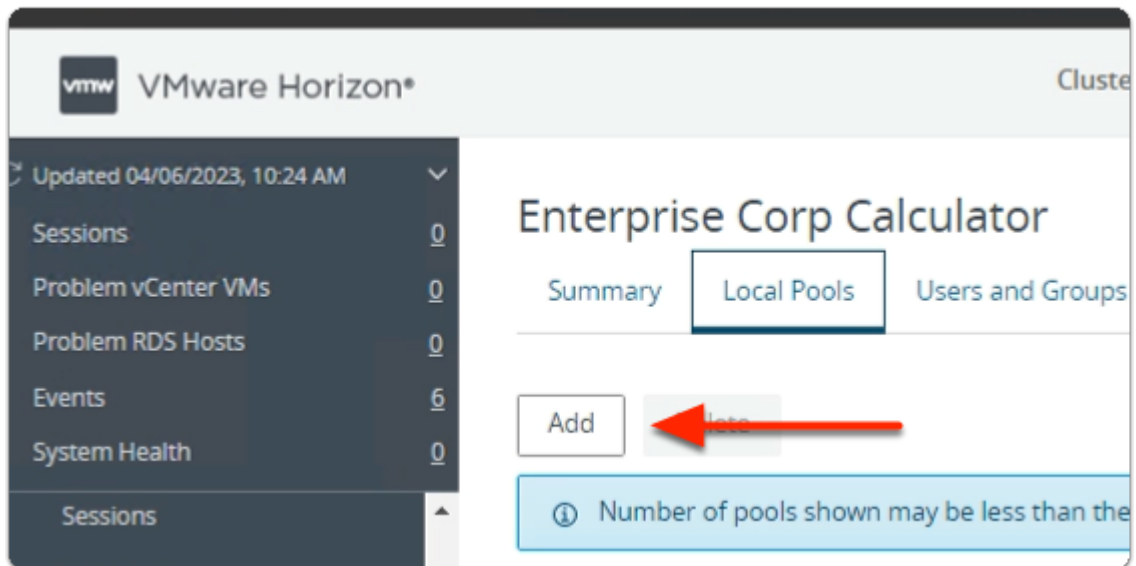 vmw VMware Horizon®
Cluste
Updated 04/06/2023, 10:24 AM
Sessions 0
Problem vCenter VMs 0
Problem RDS Hosts 0
Events 6
System Health 0
Sessions
Enterprise Corp Calculator
Summary Local Pools Users and Groups
Add
Number of pools shown may be less than the